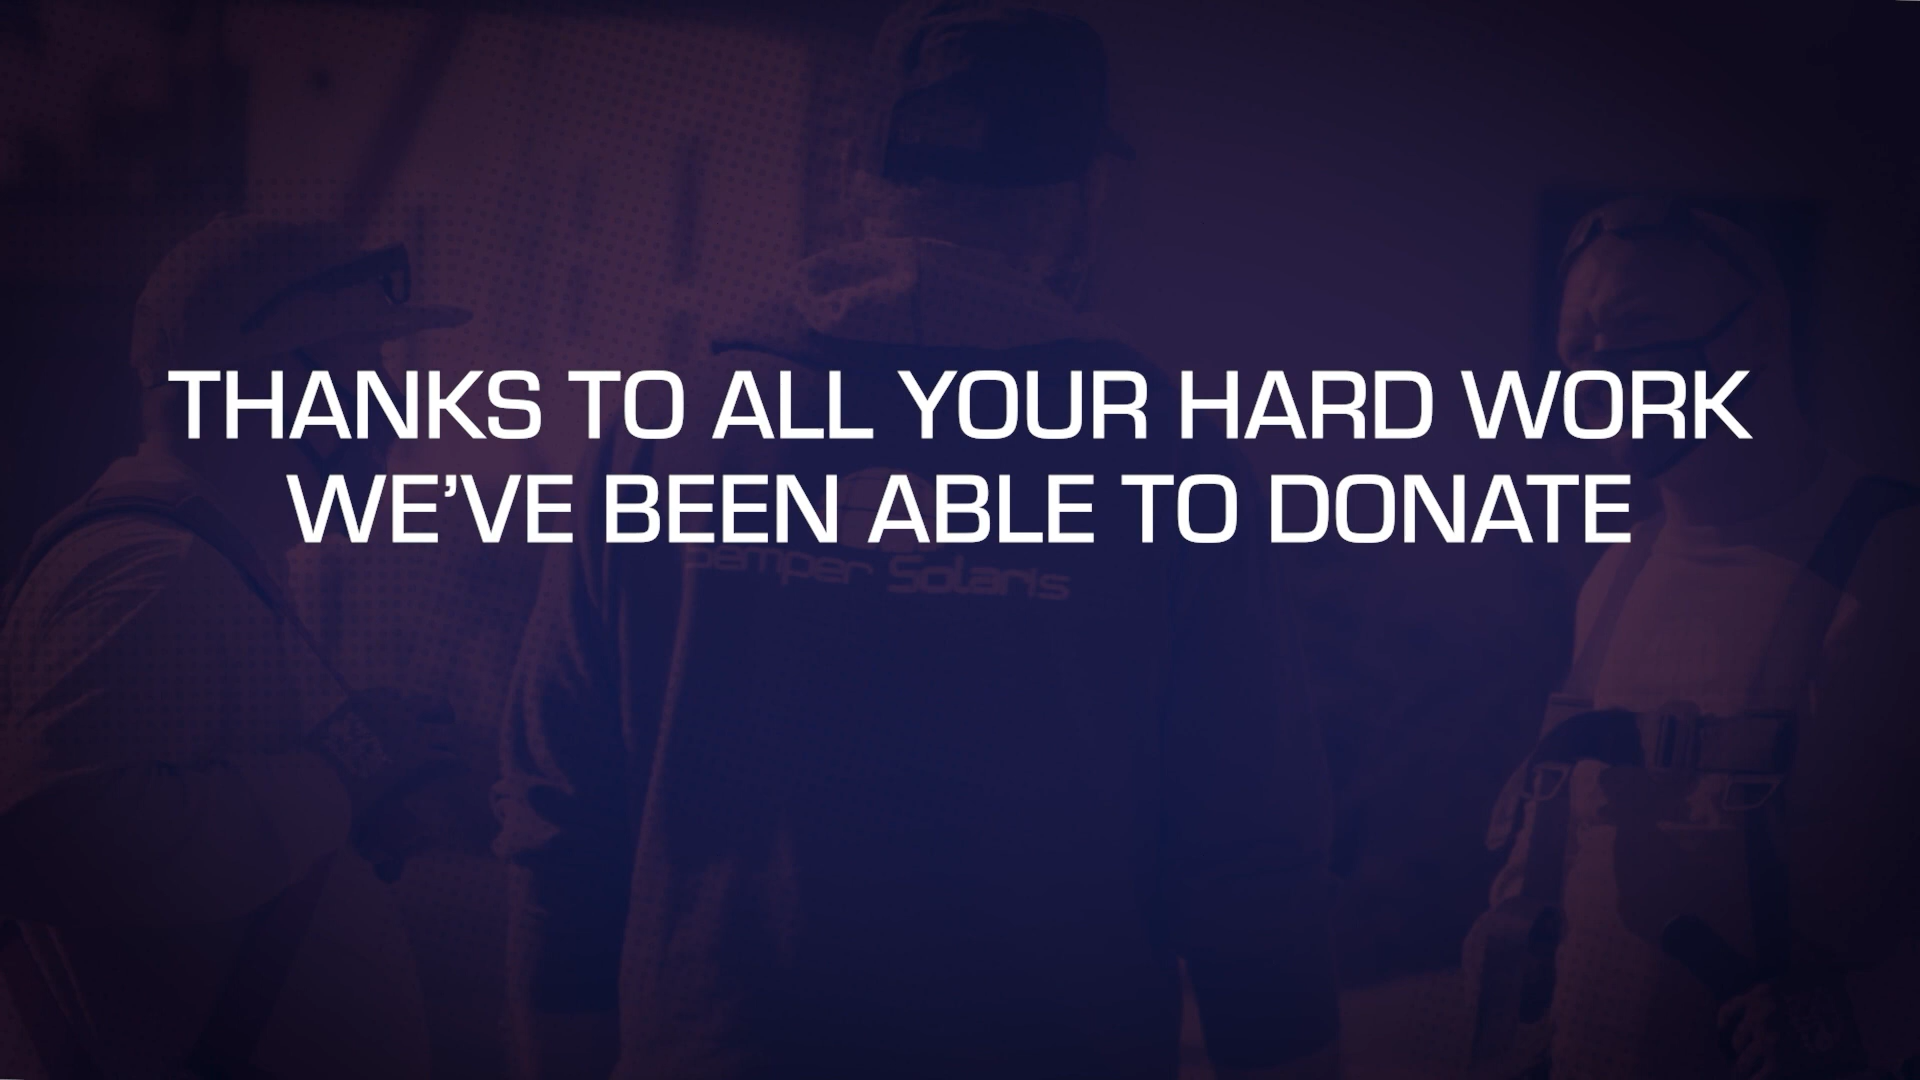 THANKS TO ALL YOUR HARD WORK
WE’VE BEEN ABLE TO DONATE
Semper Solaris